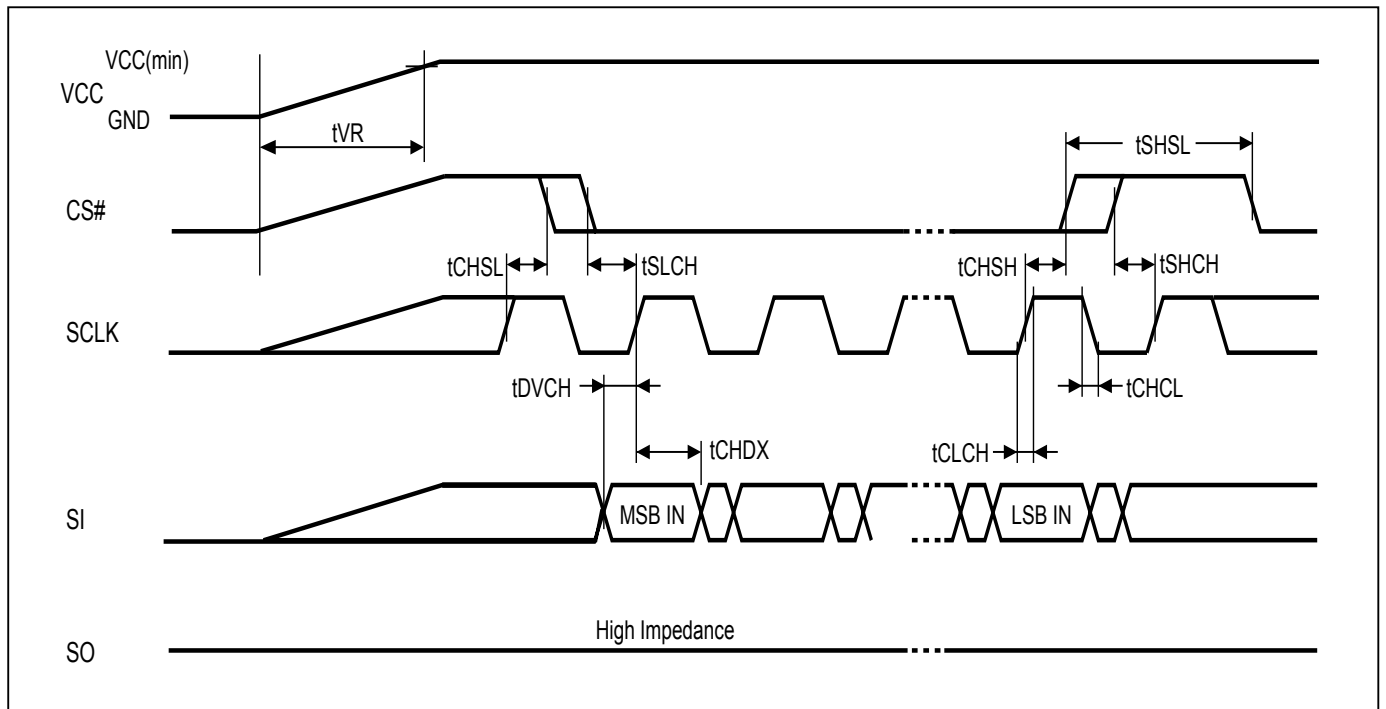 VCC(min)
VCC
GND
tVR
tSHSL
CS#
tCHSL
tSLCH
tCHSH
tSHCH
SCLK
tDVCH
tCHCL
tCHDX
tCLCH
SI
MSB IN
LSB IN
High Impedance
SO